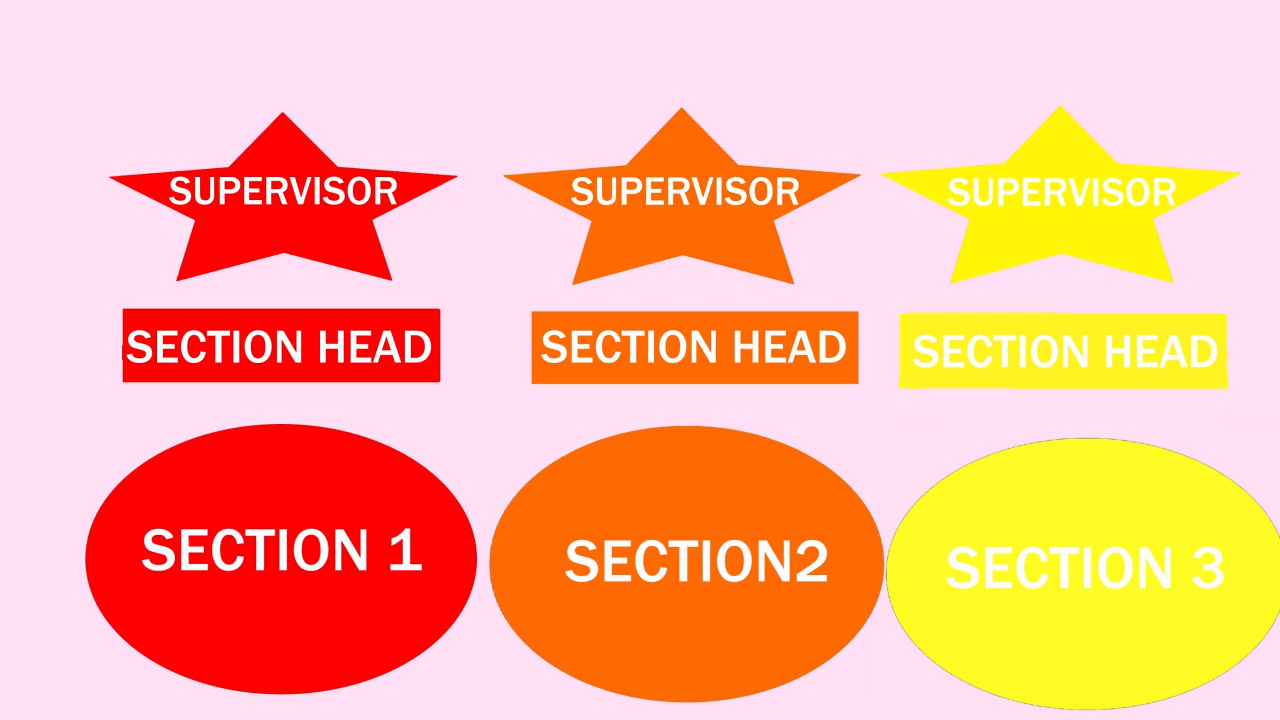 SUPERVISOR
SUPERVISOR
SUPERVISOR
SECTION HEAD
SECTION HEAD
SECTION HEAD
SECTION 1
SECTION2
SECTION 3